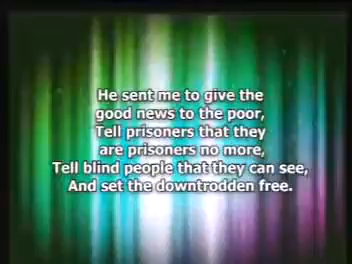 He sent me to give the
good news to the poor,
Tell prisoners that they
are prisoners no more,
Tell blind people that they can see,
And set the downtrodden free.